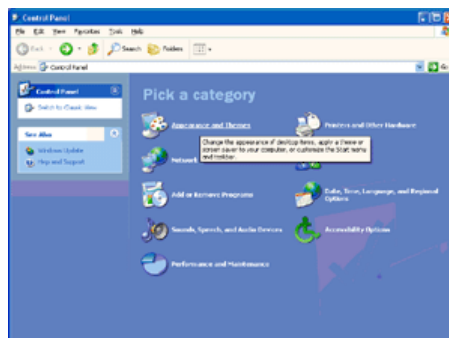 Control Panel
File Edit View Favorites Tools Help
Back Search Folders
Address Control Panel Go
Control Panel
Switch to Classic View
See Also
Windows Update
Help and Support
Pick a category
Appearance and Themes
Printers and Other Hardware
Change the appearance of desktop items, apply a theme or
screen saver to your computer, or customize the Start menu
and taskbar.
Network
Add or Remove Programs
Date, Time, Language, and Regional
Options
Sounds, Speech, and Audio Devices
Accessibility Options
Performance and Maintenance